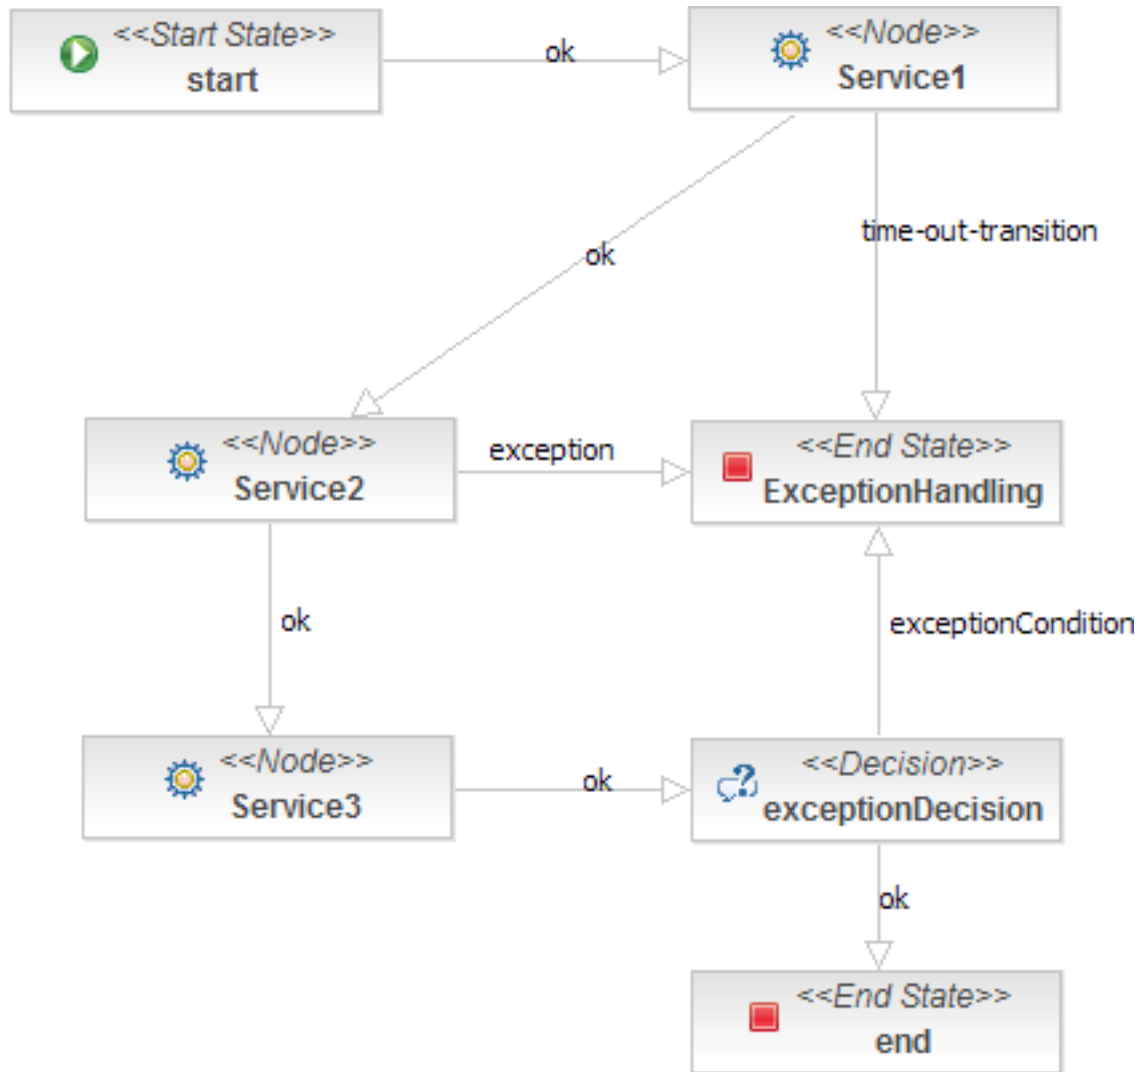 <<Start State>>
start
ok
<<Node>>
Service1
ok
time-out-transition
<<Node>>
Service2
exception
<<End State>>
ExceptionHandling
ok
exceptionCondition
<<Node>>
Service3
ok
<<Decision>>
exceptionDecision
ok
<<End State>>
end